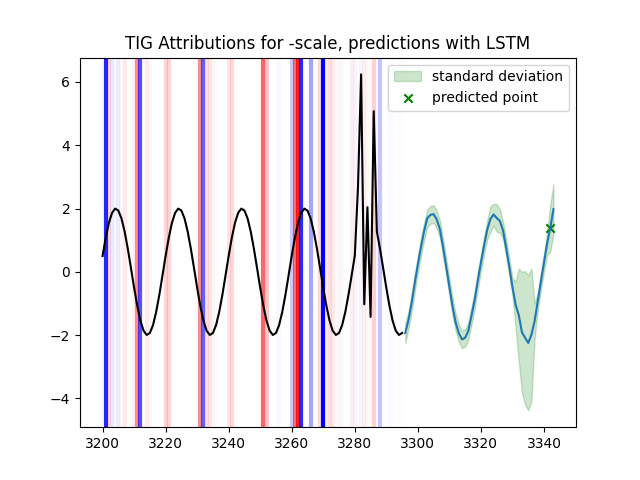 TIG Attributions for -scale, predictions with LSTM
standard deviation
predicted point
6
4
2
0
−2
−4
3200 3220 3240 3260 3280 3300 3320 3340